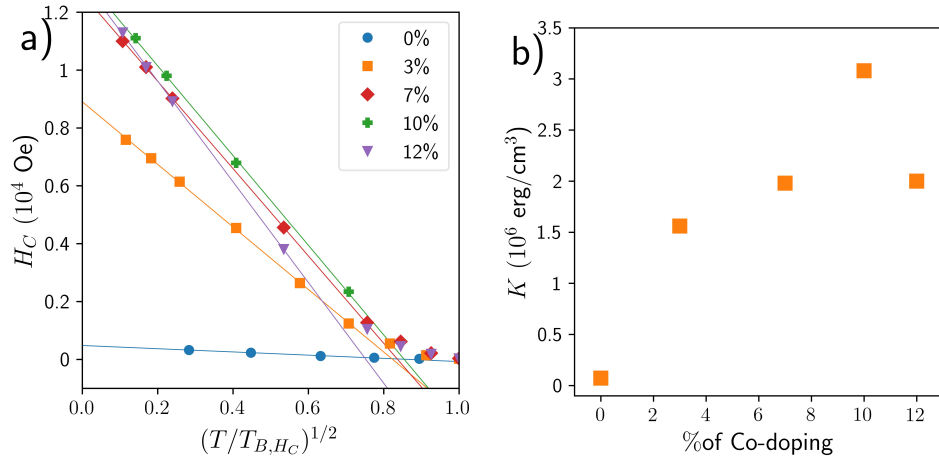 a)
1.2
1
0.8
0.6
0.4
0.2
0
H_C (10^4 Oe)
0%
3%
7%
10%
12%
0.0 0.2 0.4 0.6 0.8 1.0
(T/T_{B,H_C})^{1/2}
b)
3.5
3
2.5
2
1.5
1
0.5
0
K (10^6 erg/cm^3)
0 2 4 6 8 10 12
%of Co-doping